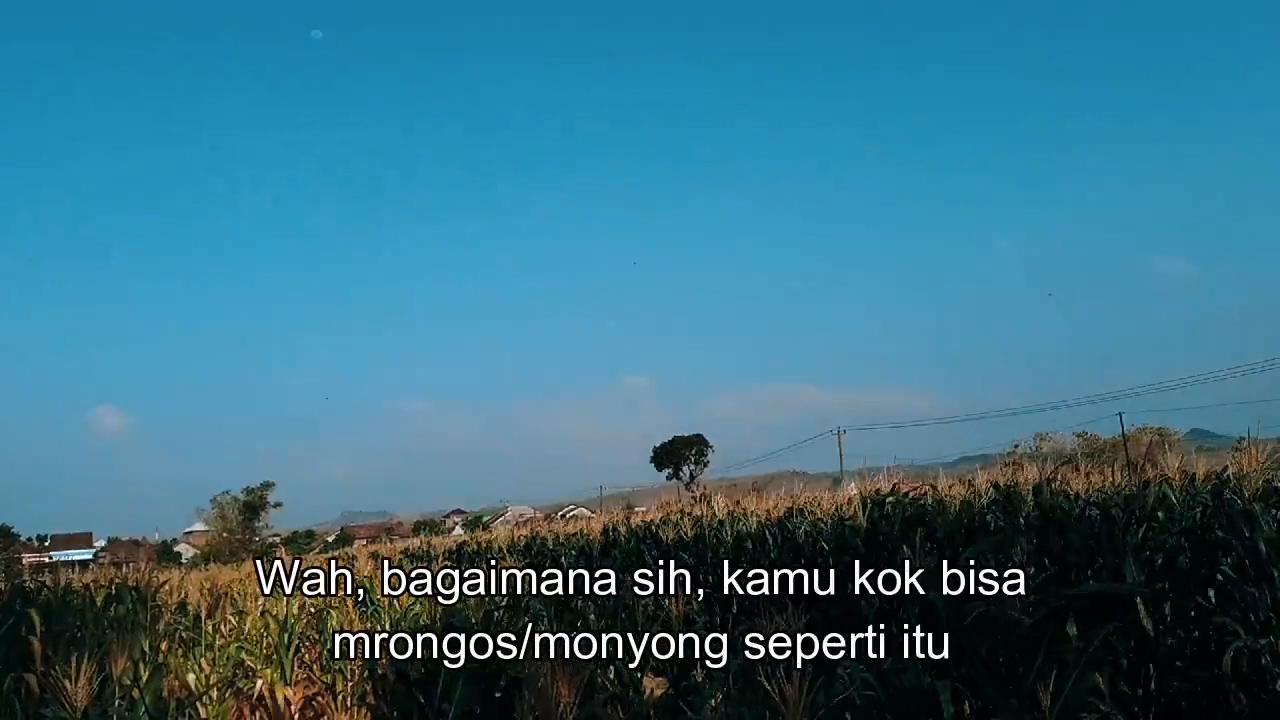 Wah, bagaimana sih, kamu kok bisa
mrongos/monyong seperti itu